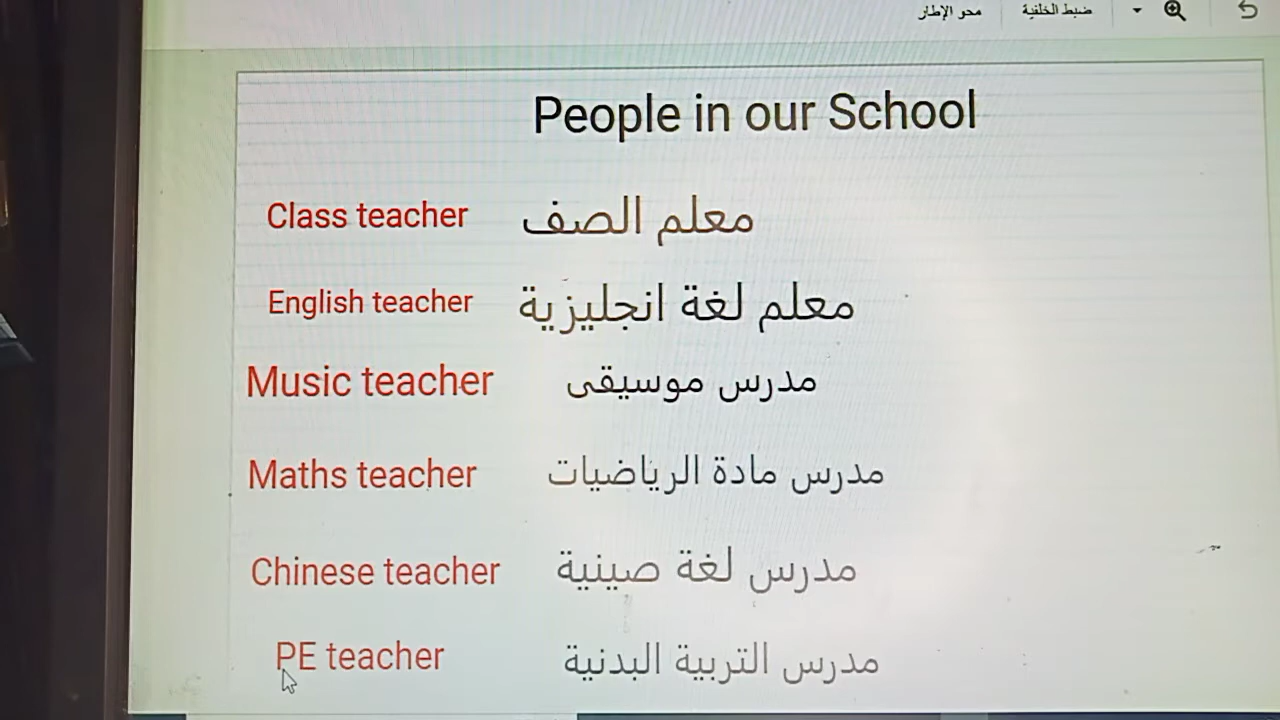 محو الإطار ضبط الخلفية
People in our School
Class teacher معلم الصف
English teacher معلم لغة انجليزية
Music teacher مدرس موسيقى
Maths teacher مدرس مادة الرياضيات
Chinese teacher مدرس لغة صينية
PE teacher مدرس التربية البدنية